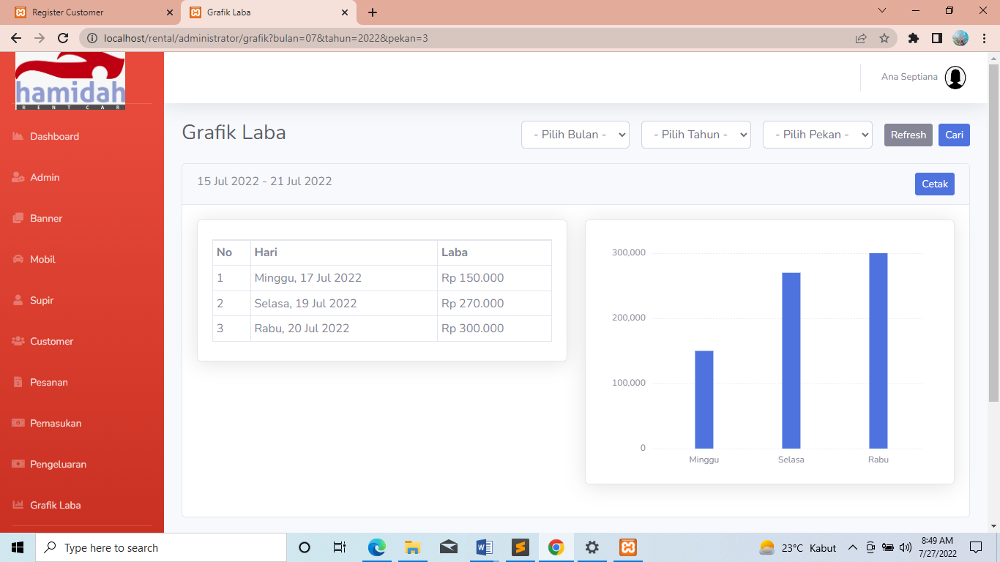 Register Customer
Grafik Laba
localhost/rental/administrator/grafik?bulan=07&tahun=2022&pekan=3
hamidah
RENTCAR
Ana Septiana
Dashboard
Admin
Banner
Mobil
Supir
Customer
Pesanan
Pemasukan
Pengeluaran
Grafik Laba
Grafik Laba
- Pilih Bulan - - Pilih Tahun - - Pilih Pekan - Refresh Cari
15 Jul 2022 - 21 Jul 2022 Cetak
No Hari Laba
1 Minggu, 17 Jul 2022 Rp 150.000
2 Selasa, 19 Jul 2022 Rp 270.000
3 Rabu, 20 Jul 2022 Rp 300.000
300,000
200,000
100,000
0
Minggu Selasa Rabu
Type here to search
23°C Kabut
8:49 AM
7/27/2022